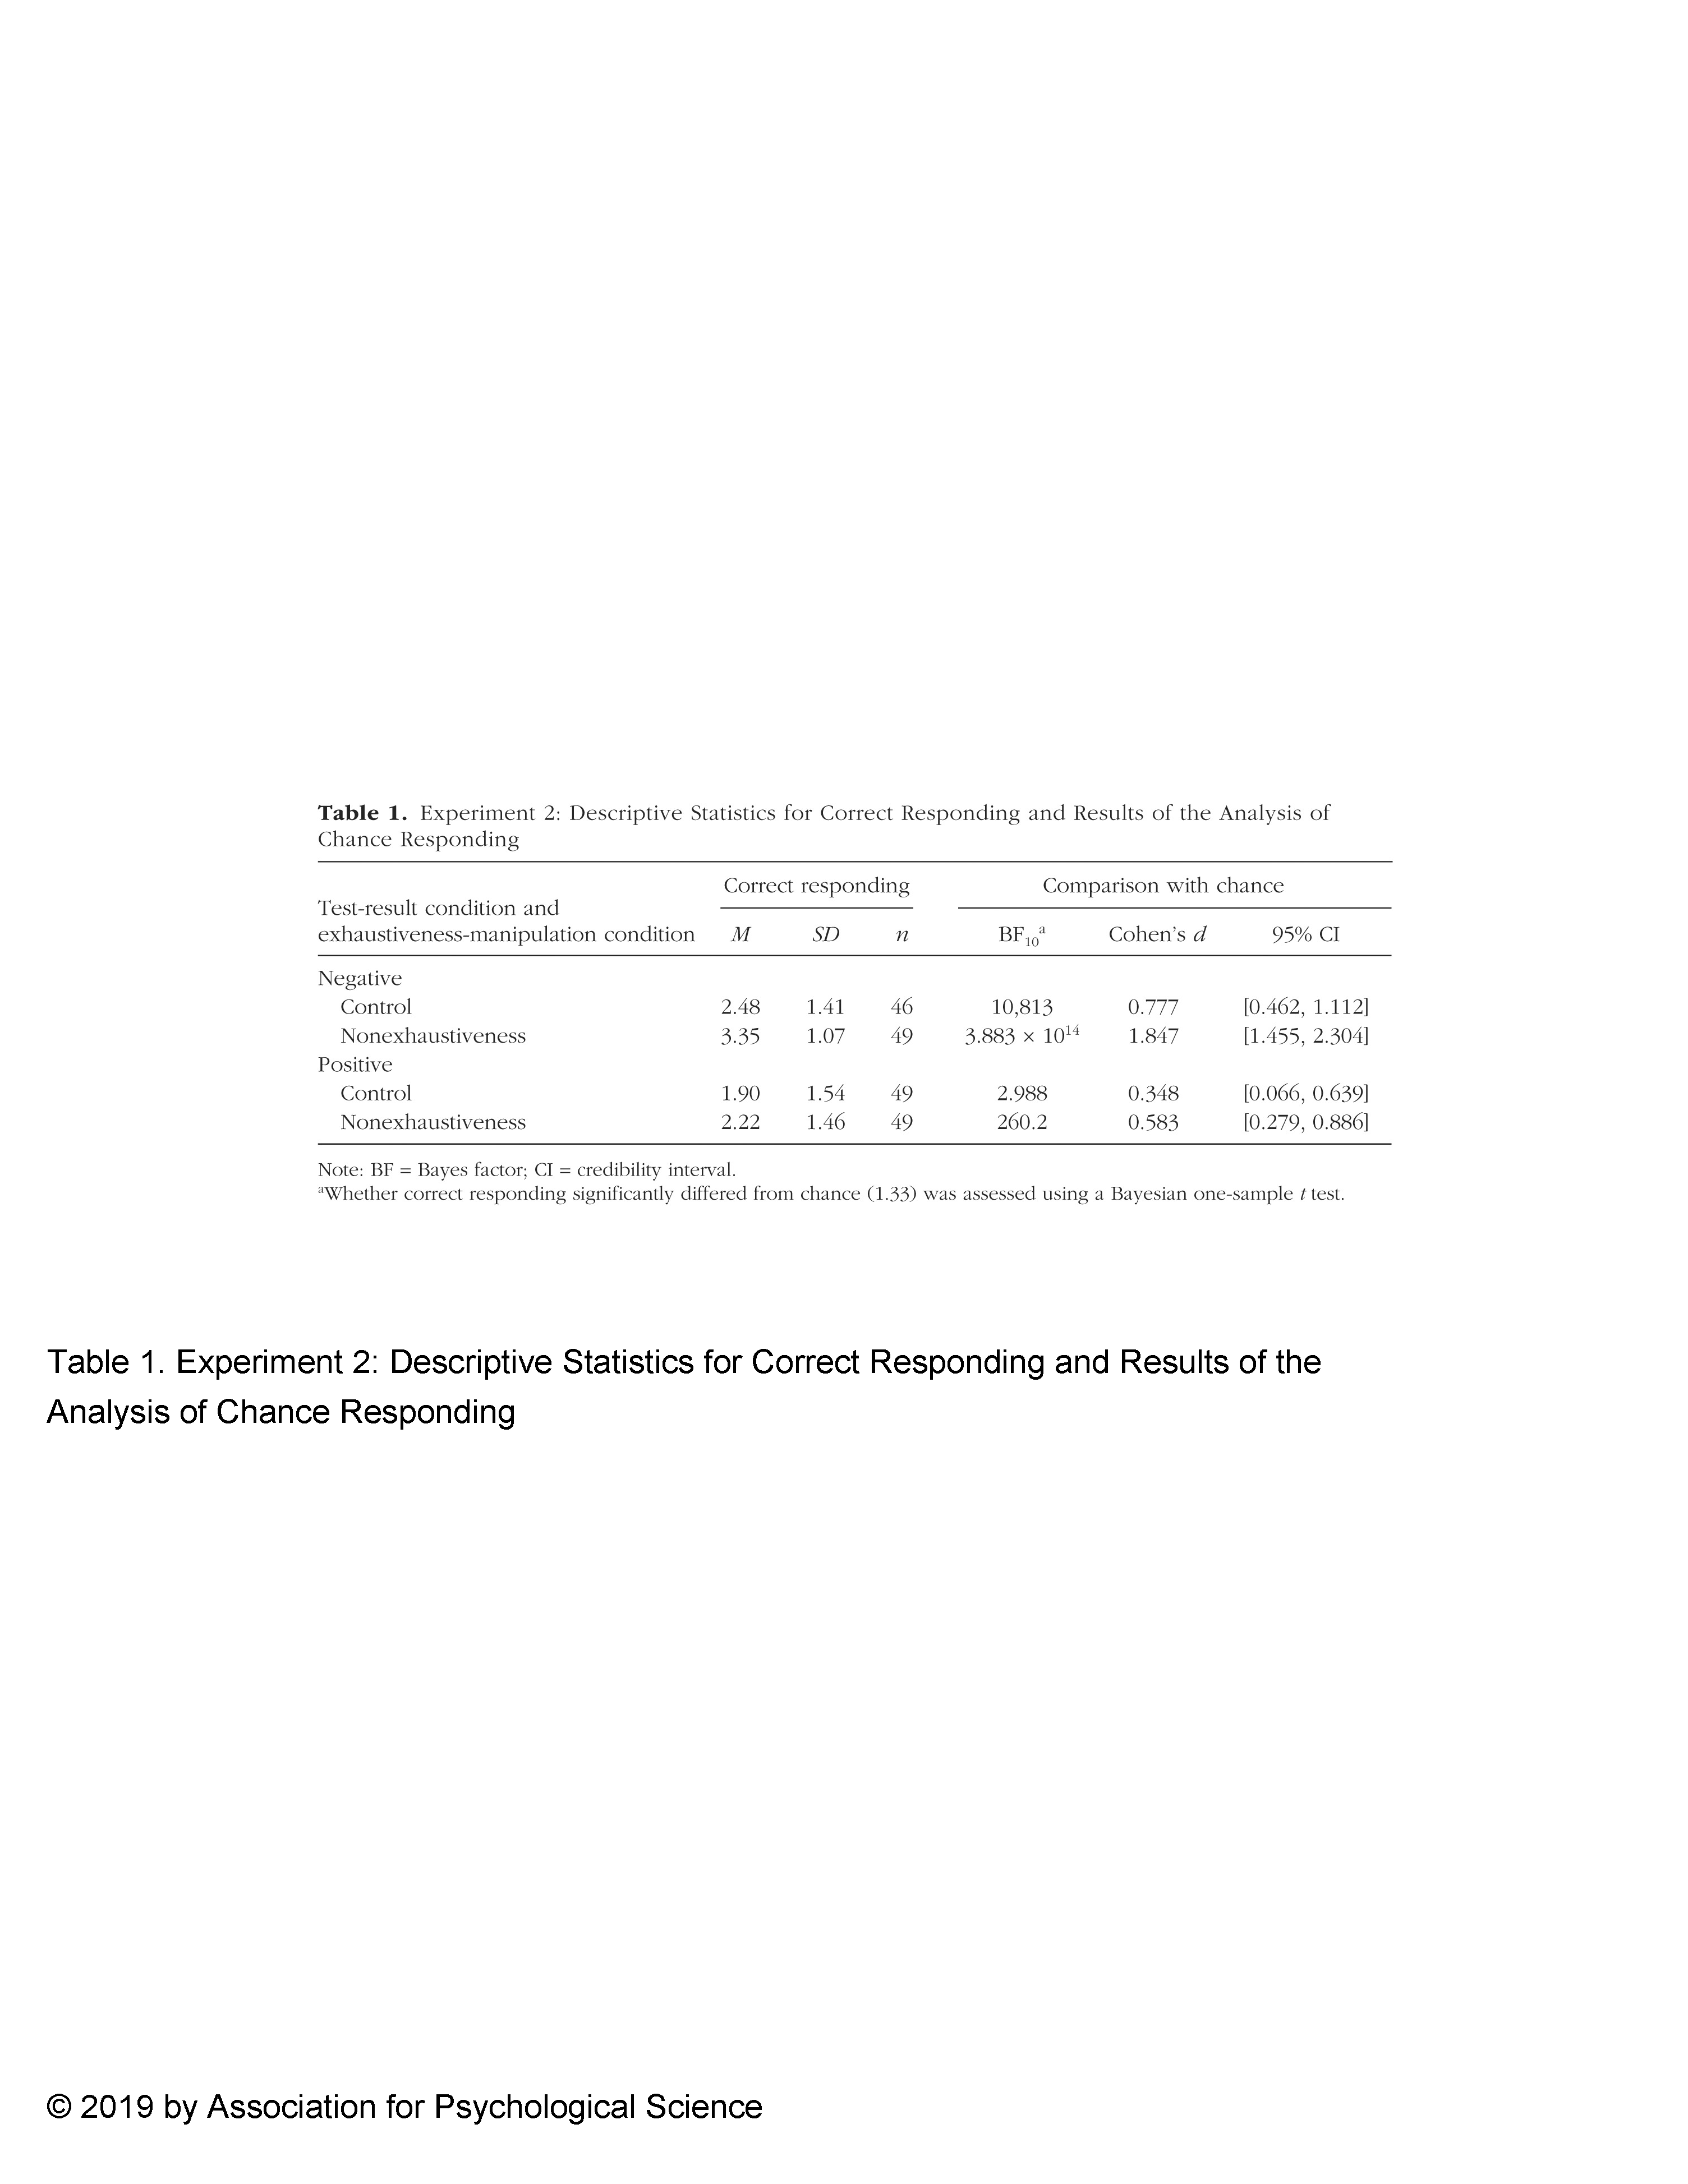 Table 1. Experiment 2: Descriptive Statistics for Correct Responding and Results of the Analysis of
Chance Responding
Correct responding Comparison with chance
Test-result condition and
exhaustiveness-manipulation condition M SD n BF10a Cohen's d 95% CI
Negative
Control 2.48 1.41 46 10,813 0.777 [0.462, 1.112]
Nonexhaustiveness 3.35 1.07 49 3.883 × 10^14 1.847 [1.455, 2.304]
Positive
Control 1.90 1.54 49 2.988 0.348 [0.066, 0.639]
Nonexhaustiveness 2.22 1.46 49 260.2 0.583 [0.279, 0.886]
Note: BF = Bayes factor; CI = credibility interval.
aWhether correct responding significantly differed from chance (1.33) was assessed using a Bayesian one-sample t test.
Table 1. Experiment 2: Descriptive Statistics for Correct Responding and Results of the
Analysis of Chance Responding
© 2019 by Association for Psychological Science